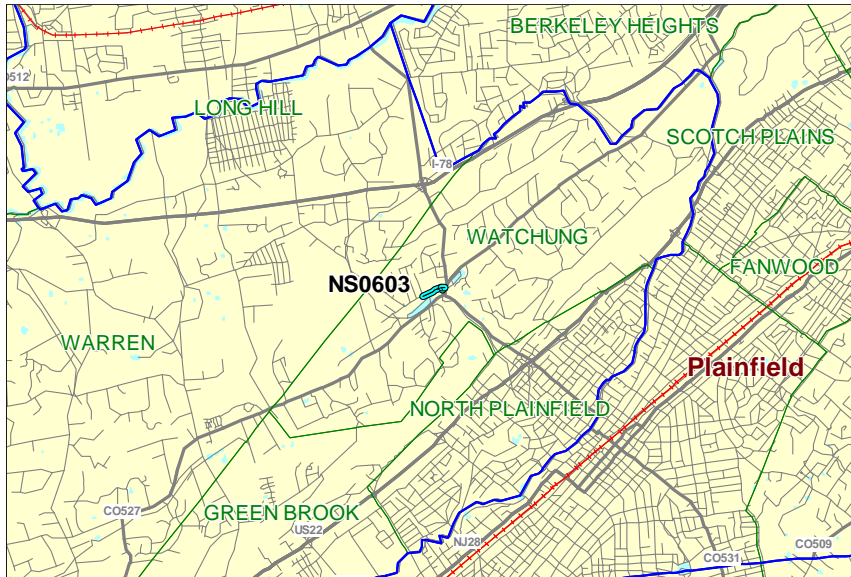 BERKELEY HEIGHTS
LONG HILL
SCOTCH PLAINS
I-78
WATCHUNG
FANWOOD
NS0603
WARREN
Plainfield
NORTH PLAINFIELD
CO527
GREEN BROOK
US22
NJ28
CO509
CO531